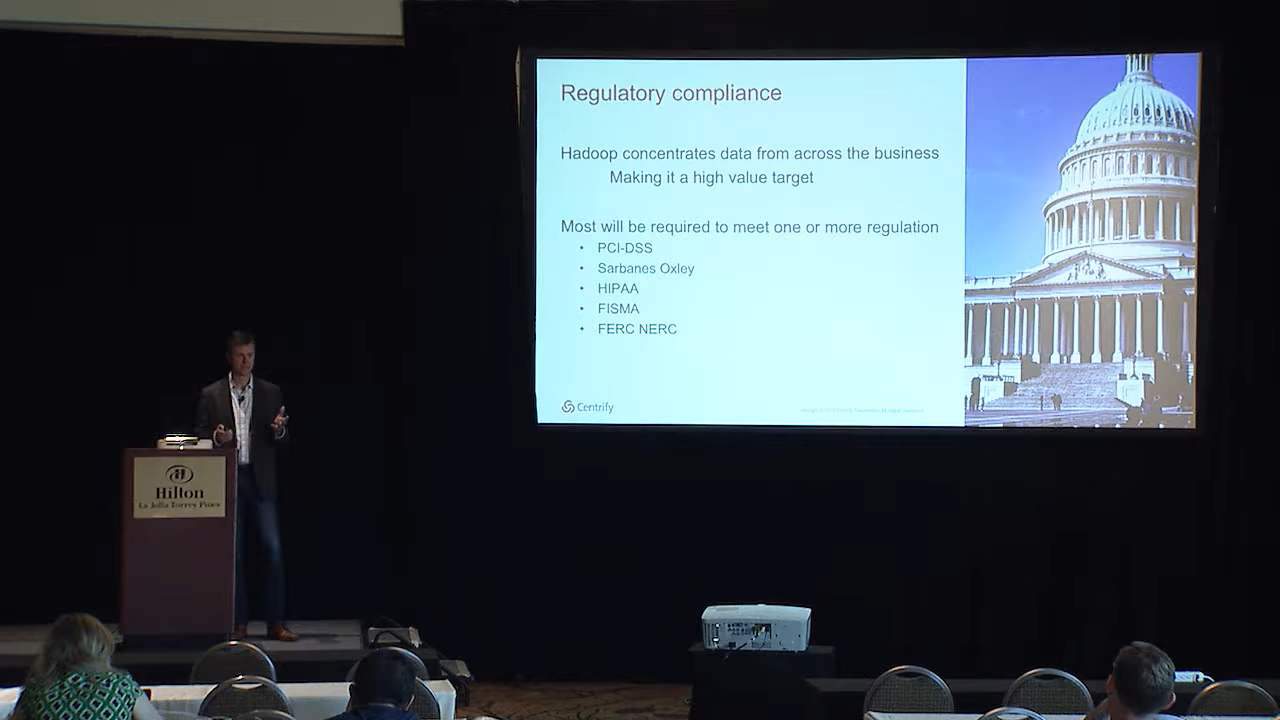 Regulatory compliance
Hadoop concentrates data from across the business
Making it a high value target
Most will be required to meet one or more regulation
• PCI-DSS
• Sarbanes Oxley
• HIPAA
• FISMA
• FERC NERC
Centrify
Hilton
La Jolla Torrey Pines